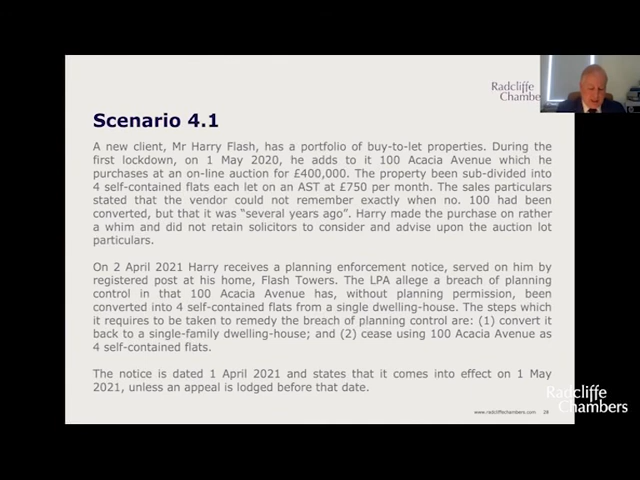 Radcliffe
Chambers
Scenario 4.1
A new client, Mr Harry Flash, has a portfolio of buy-to-let properties. During the
first lockdown, on 1 May 2020, he adds to it 100 Acacia Avenue which he
purchases at an on-line auction for £400,000. The property been sub-divided into
4 self-contained flats each let on an AST at £750 per month. The sales particulars
stated that the vendor could not remember exactly when no. 100 had been
converted, but that it was “several years ago”. Harry made the purchase on rather
a whim and did not retain solicitors to consider and advise upon the auction lot
particulars.
On 2 April 2021 Harry receives a planning enforcement notice, served on him by
registered post at his home, Flash Towers. The LPA allege a breach of planning
control in that 100 Acacia Avenue has, without planning permission, been
converted into 4 self-contained flats from a single dwelling-house. The steps which
it requires to be taken to remedy the breach of planning control are: (1) convert it
back to a single-family dwelling-house; and (2) cease using 100 Acacia Avenue as
4 self-contained flats.
The notice is dated 1 April 2021 and states that it comes into effect on 1 May
2021, unless an appeal is lodged before that date.
www.radcliffechambers.com 28
Radcliffe
Chambers